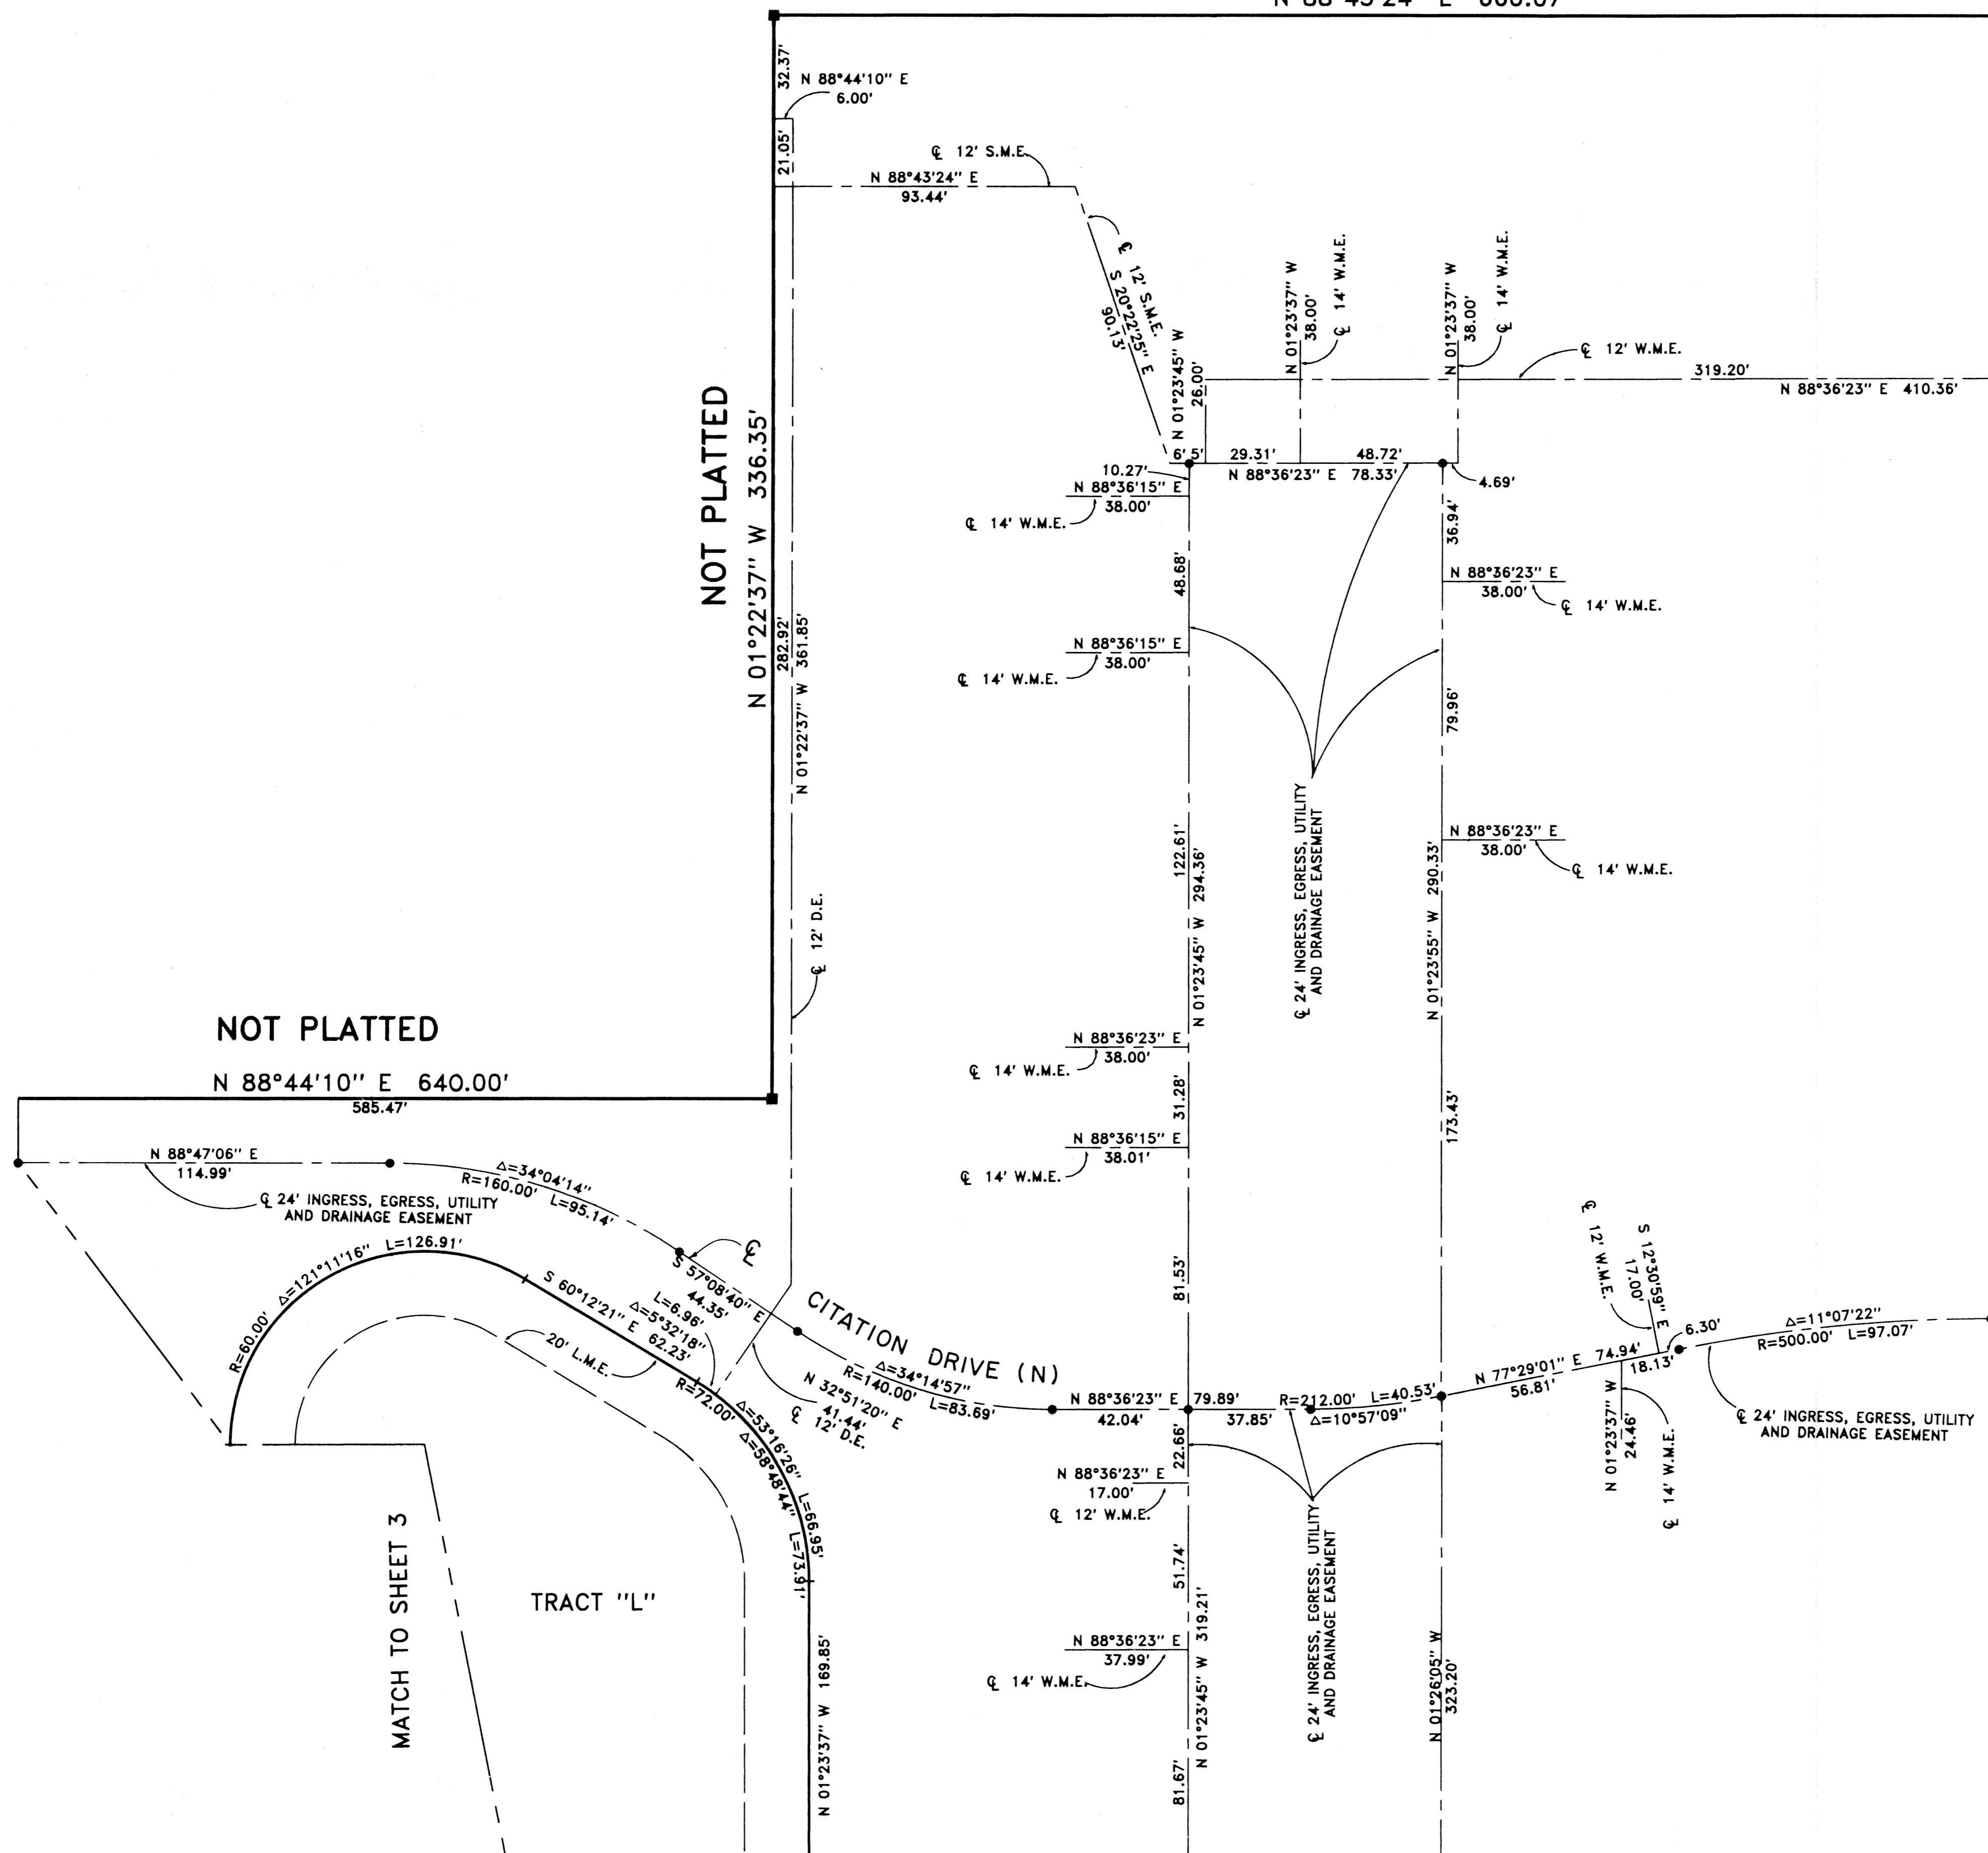 32.37'
N 88°44'10" E
6.00'
21.05'
℄ 12' S.M.E.
N 88°43'24" E
93.44'
℄ 12' S.M.E.
S 20°22'25" E
90.13'
N 01°23'45" W
26.00'
N 01°23'37" W
38.00'
℄ 14' W.M.E.
N 01°23'37" W
38.00'
℄ 14' W.M.E.
℄ 12' W.M.E.
319.20'
N 88°36'23" E 410.36'
6' 5' 29.31' 48.72'
N 88°36'23" E 78.33'
4.69'
10.27'
N 88°36'15" E
38.00'
℄ 14' W.M.E.
36.94'
N 88°36'23" E
38.00'
℄ 14' W.M.E.
48.68'
N 88°36'15" E
38.00'
℄ 14' W.M.E.
79.96'
NOT PLATTED
N 01°22'37" W 336.35'
282.92'
N 01°22'37" W 361.85'
℄ 12' D.E.
℄ 24' INGRESS, EGRESS, UTILITY
AND DRAINAGE EASEMENT
N 88°36'23" E
38.00'
℄ 14' W.M.E.
122.61'
N 01°23'45" W 294.36'
N 01°23'55" W 290.33'
NOT PLATTED
N 88°44'10" E 640.00'
585.47'
N 88°36'23" E
38.00'
℄ 14' W.M.E.
31.28'
173.43'
N 88°36'15" E
38.01'
℄ 14' W.M.E.
N 88°47'06" E
114.99'
℄ 24' INGRESS, EGRESS, UTILITY
AND DRAINAGE EASEMENT
Δ=34°04'14"
R=160.00' L=95.14'
℄
S 57°08'40" E
44.35'
CITATION DRIVE (N)
Δ=34°14'57"
R=140.00' L=83.69'
R=60.00' Δ=121°11'16" L=126.91'
S 60°12'21" E 62.23'
L=6.96'
Δ=5°32'18"
20' L.M.E.
R=72.00'
Δ=53°16'26" L=66.95'
Δ=58°48'44" L=73.91'
N 32°51'20" E
41.44'
℄ 12' D.E.
81.53'
N 88°36'23" E 79.89'
42.04'
37.85'
R=212.00' L=40.53'
Δ=10°57'09"
N 77°29'01" E 74.94'
56.81'
18.13'
6.30'
℄ 12' W.M.E.
S 12°30'59" E
17.00'
Δ=11°07'22"
R=500.00' L=97.07'
℄ 24' INGRESS, EGRESS, UTILITY
AND DRAINAGE EASEMENT
N 01°23'37" W
24.46'
℄ 14' W.M.E.
22.66'
N 88°36'23" E
17.00'
℄ 12' W.M.E.
51.74'
℄ 24' INGRESS, EGRESS, UTILITY
AND DRAINAGE EASEMENT
N 88°36'23" E
37.99'
℄ 14' W.M.E.
N 01°23'45" W 319.21'
81.67'
N 01°26'05" W
323.20'
MATCH TO SHEET 3
TRACT "L"
N 01°23'37" W 169.85'